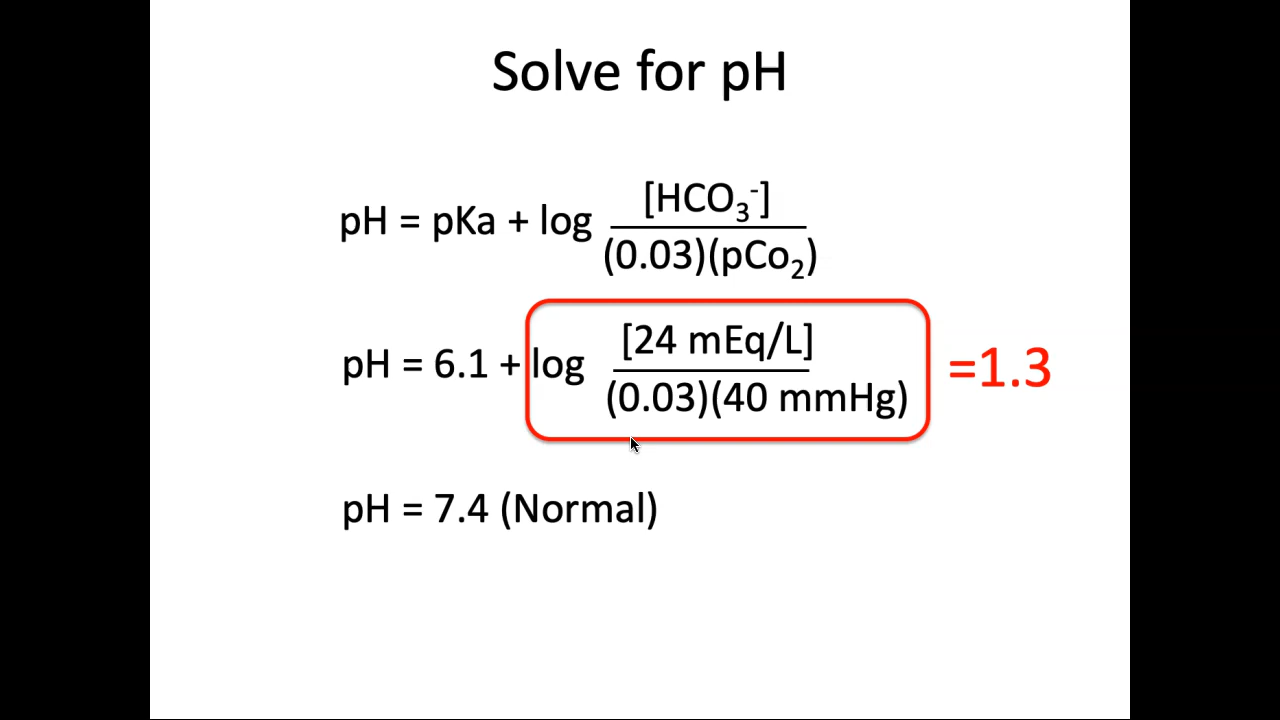 Solve for pH
pH = pKa + log [HCO₃⁻]
(0.03)(pCo₂)
pH = 6.1 + log [24 mEq/L]
(0.03)(40 mmHg)
=1.3
pH = 7.4 (Normal)